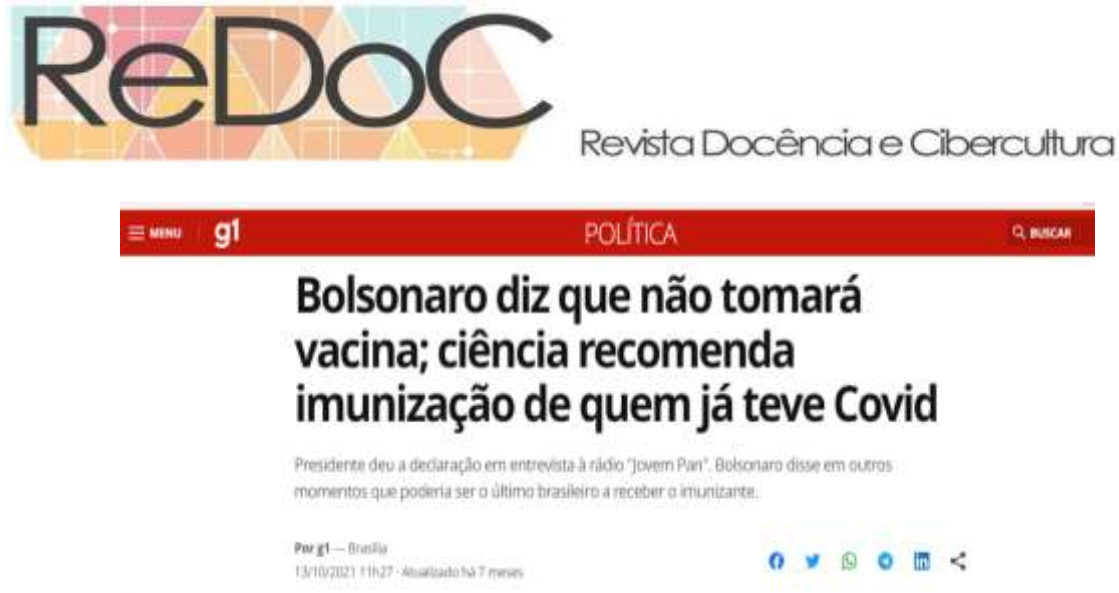 ReDoC
Revista Docência e Cibercultura
MENU g1 POLÍTICA BUSCAR
Bolsonaro diz que não tomará
vacina; ciência recomenda
imunização de quem já teve Covid
Presidente deu a declaração em entrevista à rádio "Jovem Pan". Bolsonaro disse em outros
momentos que poderia ser o último brasileiro a receber o imunizante.
Por g1 — Brasília
13/10/2021 11h27 · Atualizado há 7 meses